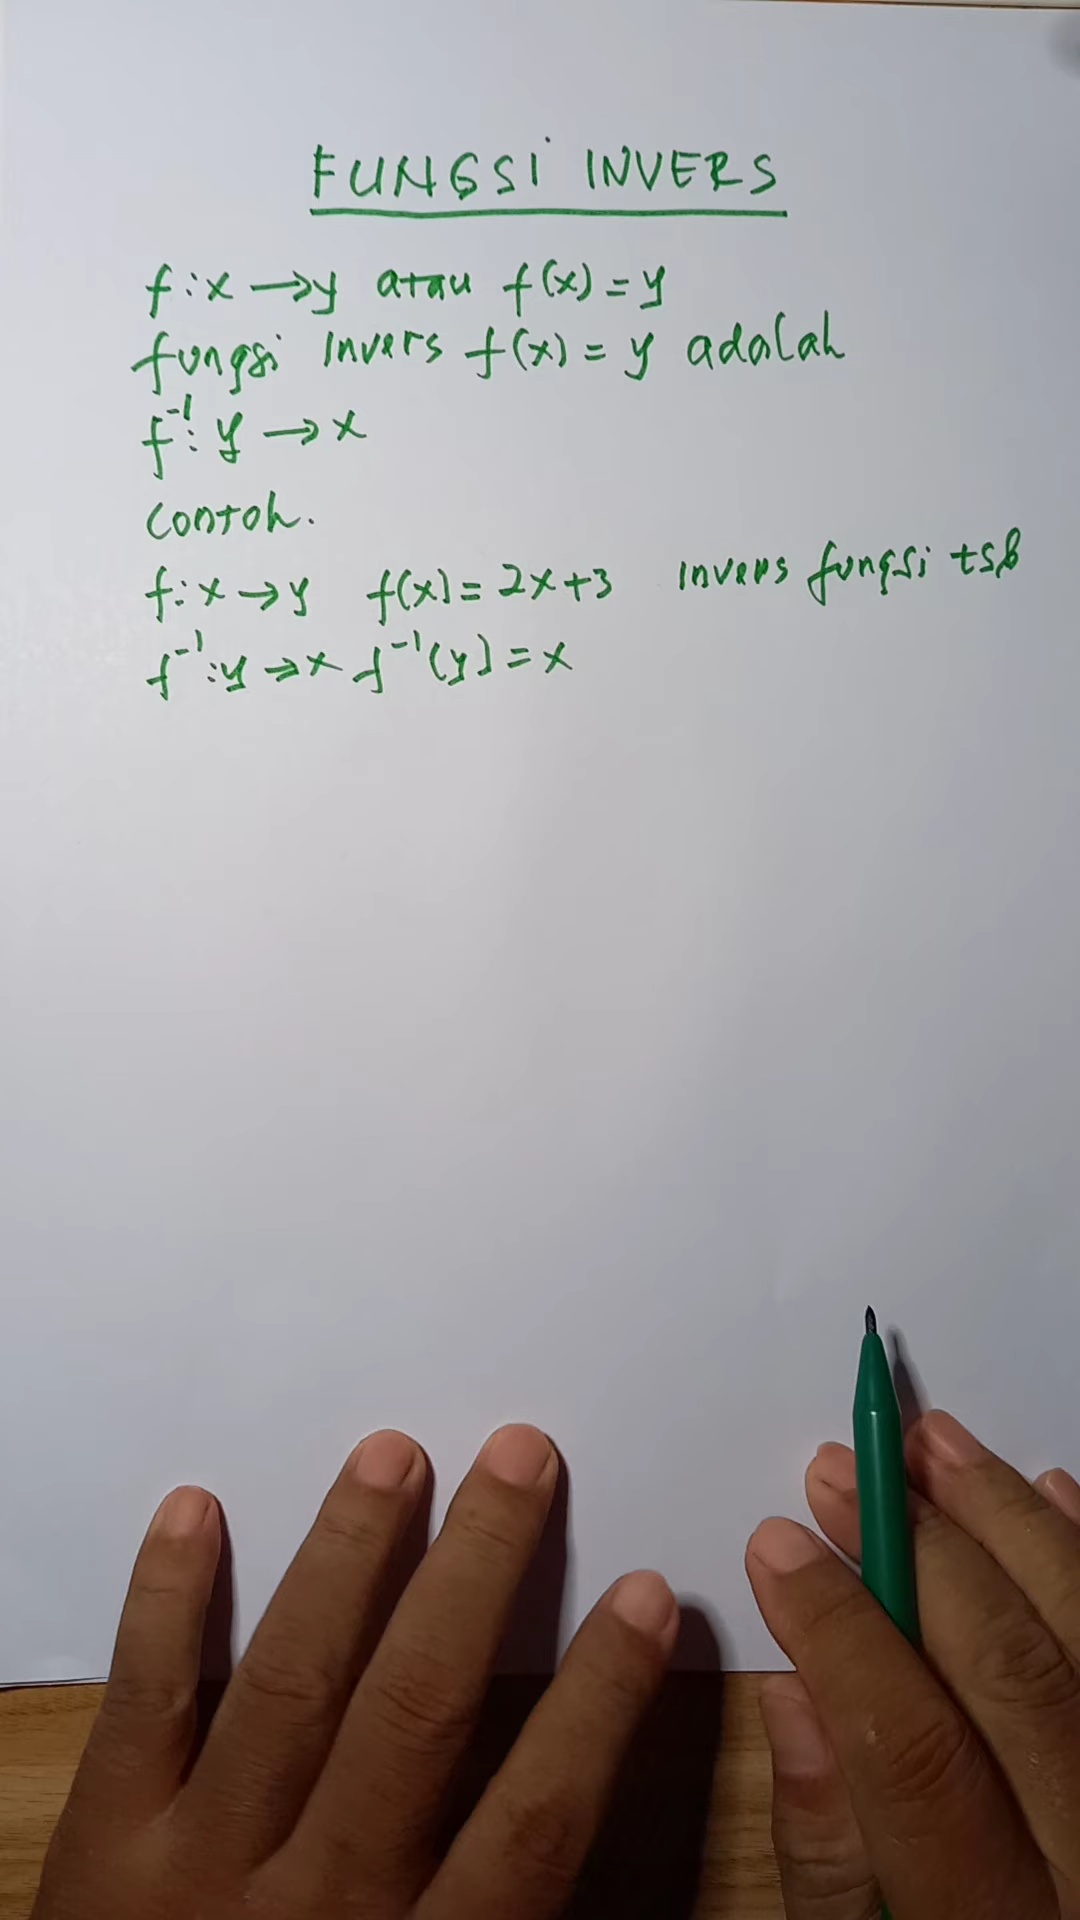 FUNGSI INVERS
f : x → y atau f(x) = y
fungsi invers f(x) = y adalah
f⁻¹ : y → x
contoh.
f : x → y f(x) = 2x+3 invers fungsi tsb
f⁻¹ : y → x f⁻¹(y) = x